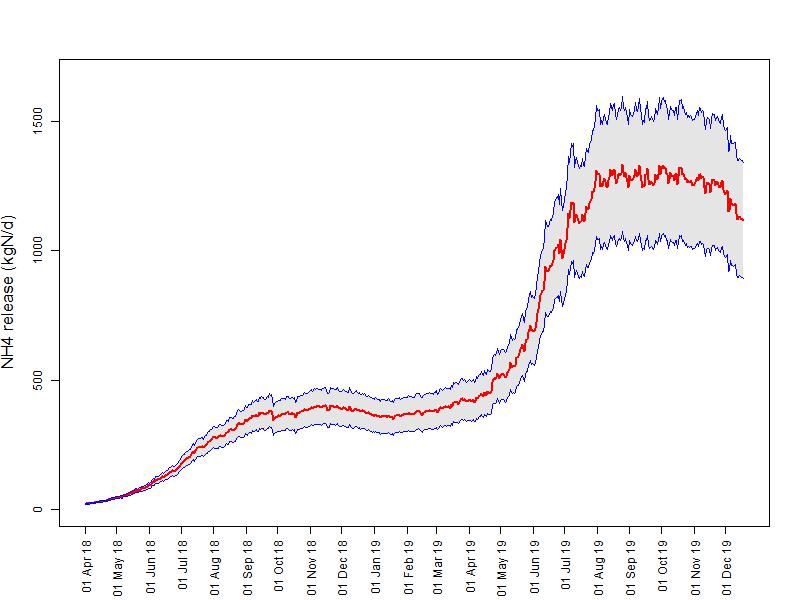 NH4 release (kgN/d)
1500
1000
500
0
01 Apr 18
01 May 18
01 Jun 18
01 Jul 18
01 Aug 18
01 Sep 18
01 Oct 18
01 Nov 18
01 Dec 18
01 Jan 19
01 Feb 19
01 Mar 19
01 Apr 19
01 May 19
01 Jun 19
01 Jul 19
01 Aug 19
01 Sep 19
01 Oct 19
01 Nov 19
01 Dec 19